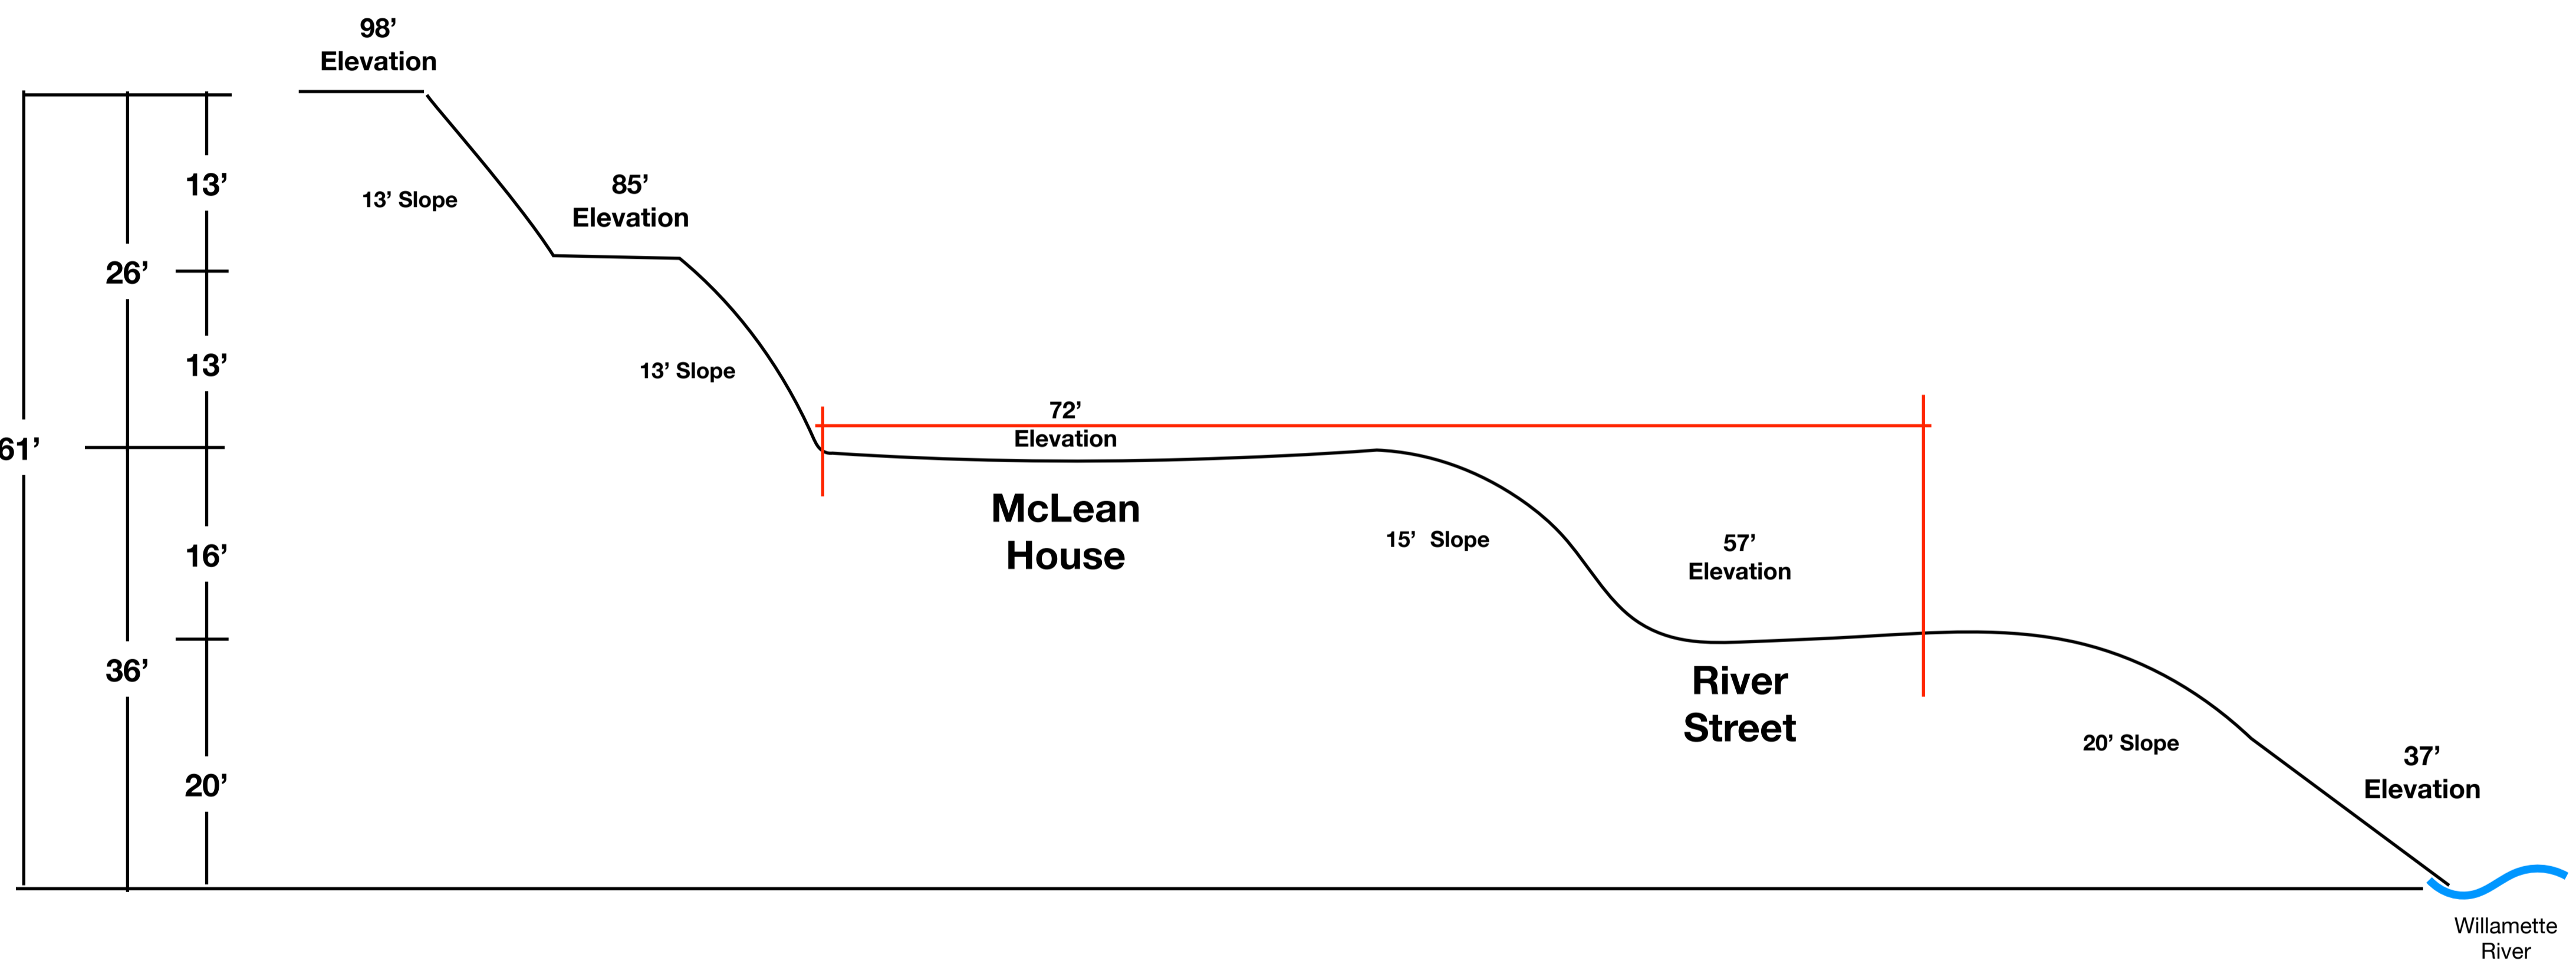 98’
Elevation
13’
13’ Slope
85’
Elevation
26’
13’
13’ Slope
72’
Elevation
61’
McLean
House
16’
15’  Slope
57’
Elevation
36’
River
Street
20’
20’ Slope
37’
Elevation
Willamette
River